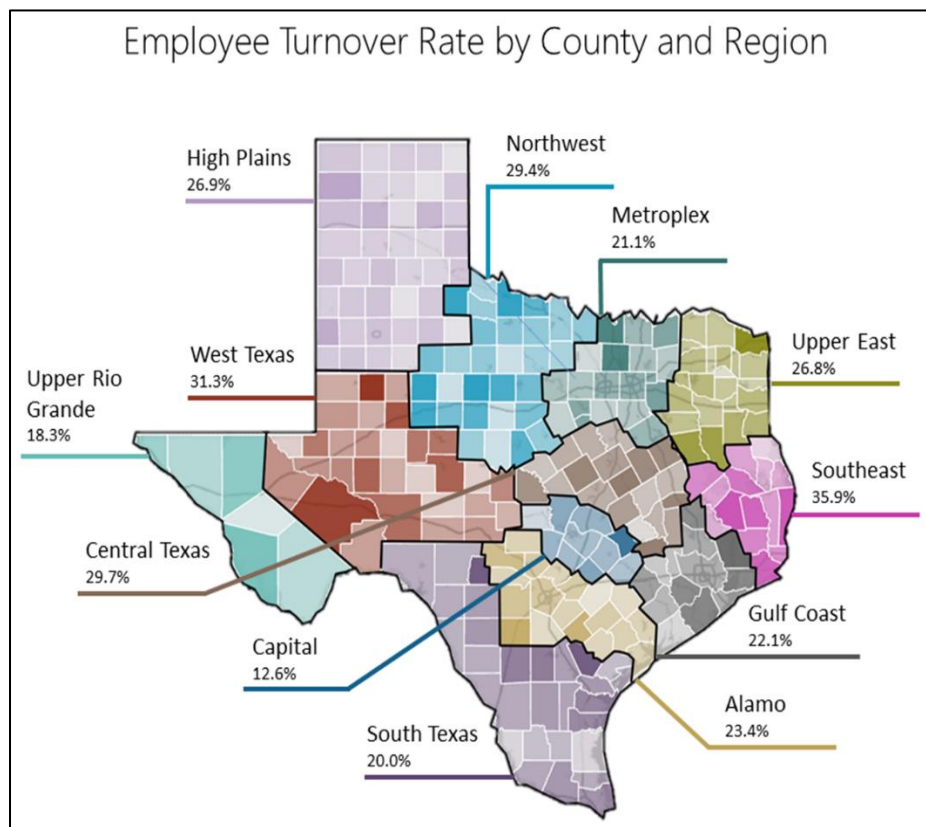 Employee Turnover Rate by County and Region
Northwest
29.4%
High Plains
26.9%
Metroplex
21.1%
Upper East
26.8%
West Texas
31.3%
Upper Rio
Grande
18.3%
Southeast
35.9%
Central Texas
29.7%
Gulf Coast
22.1%
Capital
12.6%
Alamo
23.4%
South Texas
20.0%